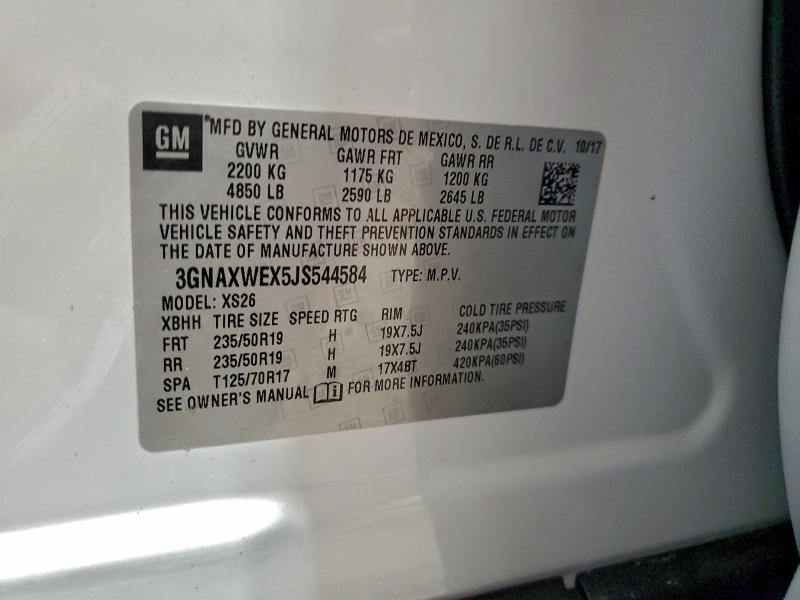 GM
*MFD BY GENERAL MOTORS DE MEXICO, S. DE R.L. DE C.V. 10/17
GVWR GAWR FRT GAWR RR
2200 KG 1175 KG 1200 KG
4850 LB 2590 LB 2645 LB
THIS VEHICLE CONFORMS TO ALL APPLICABLE U.S. FEDERAL MOTOR
VEHICLE SAFETY AND THEFT PREVENTION STANDARDS IN EFFECT ON
THE DATE OF MANUFACTURE SHOWN ABOVE.
3GNAXWEX5JS544584 TYPE: M.P.V.
MODEL: XS26
XBHH TIRE SIZE SPEED RTG RIM COLD TIRE PRESSURE
FRT 235/50R19 H 19X7.5J 240KPA(35PSI)
RR 235/50R19 H 19X7.5J 240KPA(35PSI)
SPA T125/70R17 M 17X4BT 420KPA(60PSI)
SEE OWNER'S MANUAL FOR MORE INFORMATION.